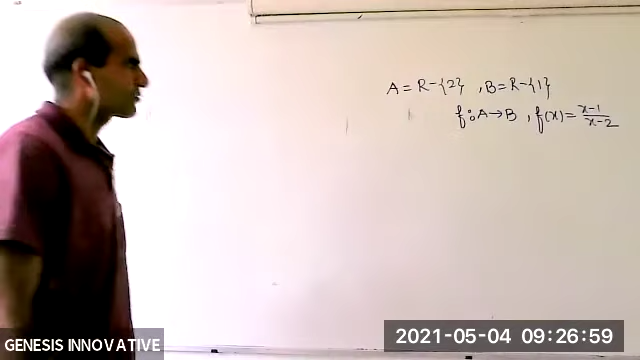 A = R-{2} , B = R-{1}
f: A→B , f(x) = x-1/x-2
2021-05-04 09:26:59
GENESIS INNOVATIVE